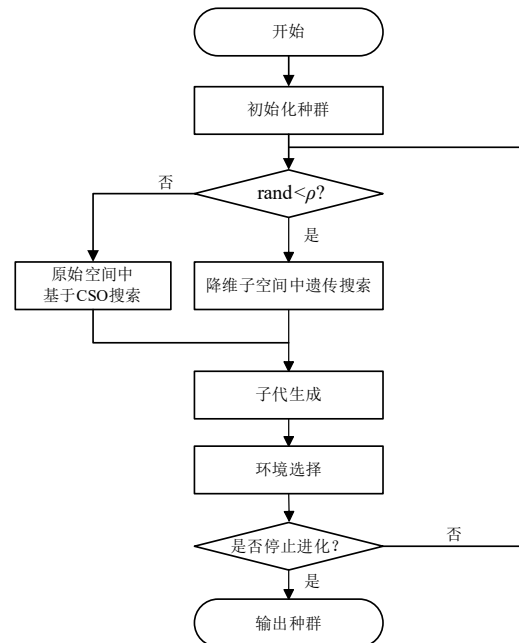 开始
初始化种群
否
rand<ρ?
是
原始空间中
基于CSO搜索
降维子空间中遗传搜索
子代生成
环境选择
是否停止进化？
否
是
输出种群